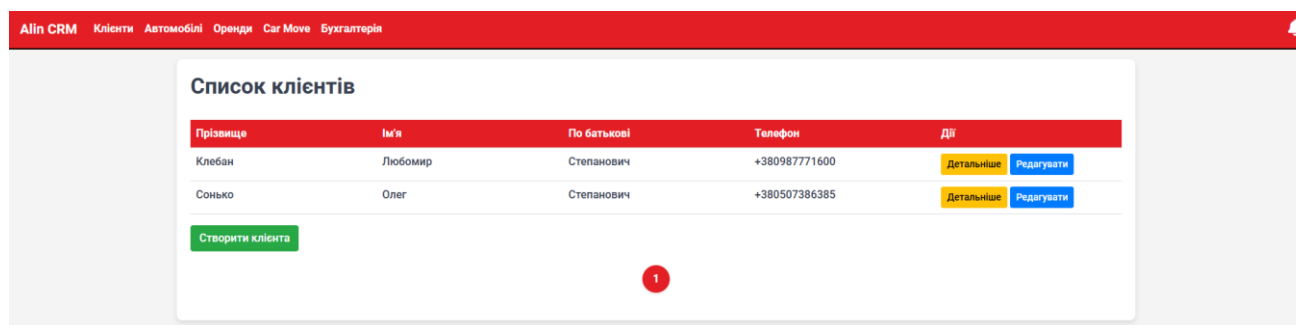 Alin CRM Клієнти Автомобілі Оренди Car Move Бухгалтерія
Список клієнтів
Прізвище Ім'я По батькові Телефон Дії
Клебан Любомир Степанович +380987771600 Детальніше Редагувати
Сонько Олег Степанович +380507386385 Детальніше Редагувати
Створити клієнта
1